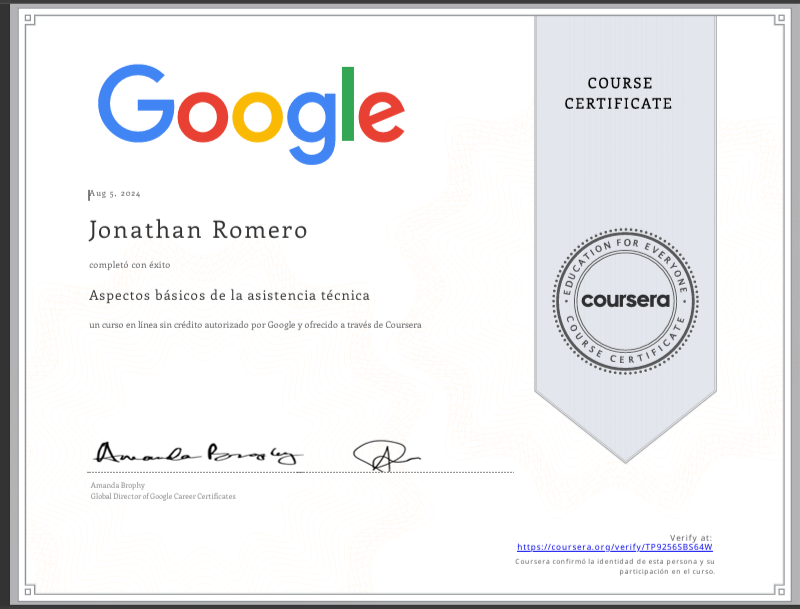 Google
COURSE
CERTIFICATE
Aug 5, 2024
Jonathan Romero
completó con éxito
Aspectos básicos de la asistencia técnica
un curso en línea sin crédito autorizado por Google y ofrecido a través de Coursera
EDUCATION FOR EVERYONE
coursera
COURSE CERTIFICATE
Amanda Brophy
Amanda Brophy
Global Director of Google Career Certificates
Verify at:
https://coursera.org/verify/TP9256SBS64W
Coursera confirmó la identidad de esta persona y su
participación en el curso.